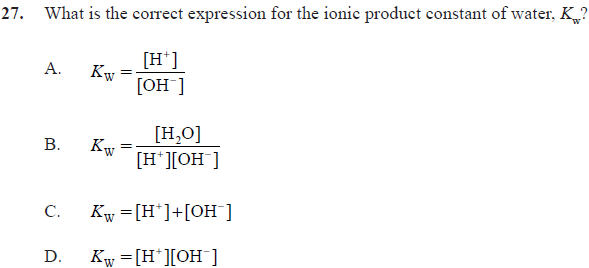 27. What is the correct expression for the ionic product constant of water, K_w?
A. K_W = [H⁺] / [OH⁻]
B. K_W = [H₂O] / [H⁺][OH⁻]
C. K_W = [H⁺]+[OH⁻]
D. K_W = [H⁺][OH⁻]